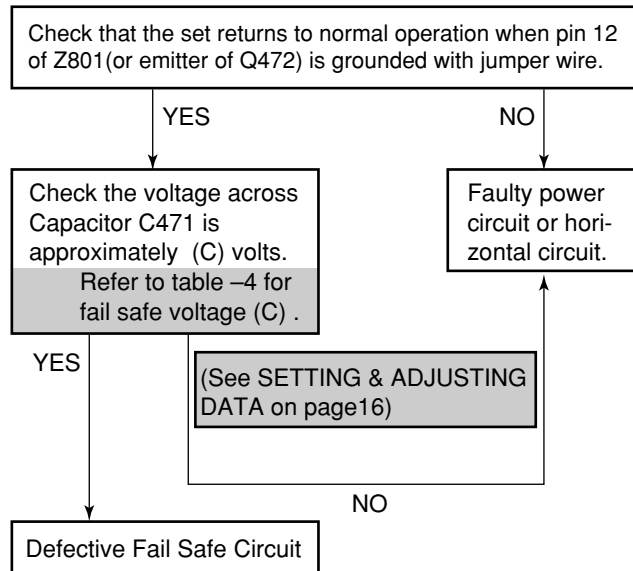 Check that the set returns to normal operation when pin 12
of Z801(or emitter of Q472) is grounded with jumper wire.
YES
NO
Check the voltage across
Capacitor C471 is
approximately (C) volts.
Refer to table –4 for
fail safe voltage (C) .
Faulty power
circuit or hori-
zontal circuit.
YES
(See SETTING & ADJUSTING
DATA on page16)
NO
Defective Fail Safe Circuit